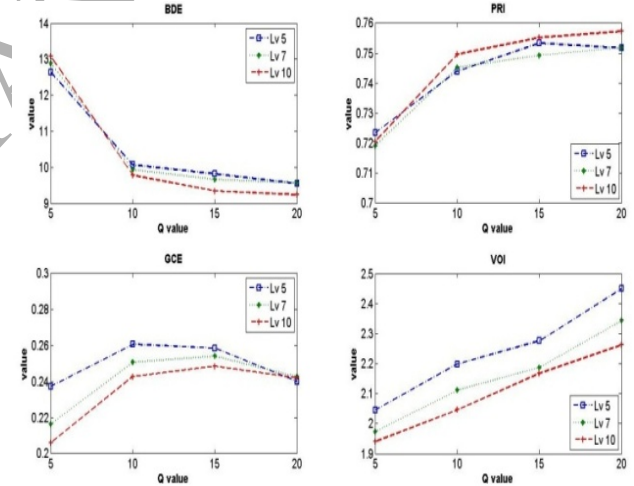 BDE
14
13
12
11
10
9
value
5 10 15 20
Q value
Lv 5
Lv 7
Lv 10
PRI
0.76
0.75
0.74
0.73
0.72
0.71
0.7
value
5 10 15 20
Q value
Lv 5
Lv 7
Lv 10
GCE
0.3
0.28
0.26
0.24
0.22
0.2
value
5 10 15 20
Q value
Lv 5
Lv 7
Lv 10
VOI
2.5
2.4
2.3
2.2
2.1
2
1.9
value
5 10 15 20
Q value
Lv 5
Lv 7
Lv 10